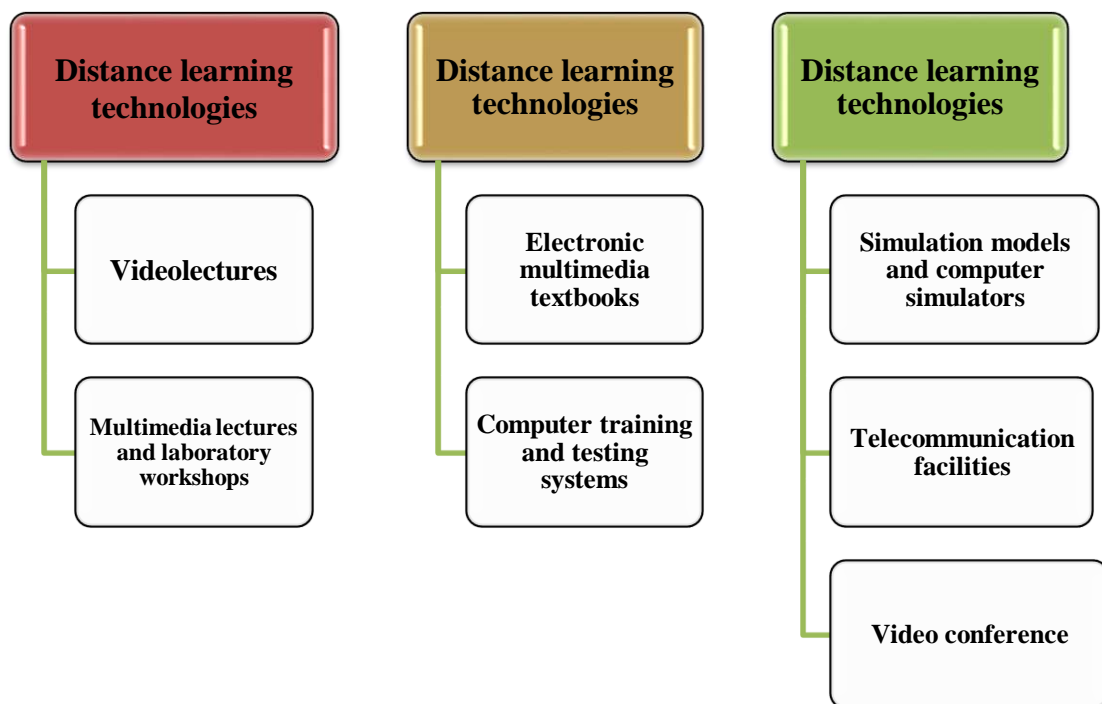 Distance learning
technologies
Videolectures
Multimedia lectures
and laboratory
workshops
Distance learning
technologies
Electronic
multimedia
textbooks
Computer training
and testing
systems
Distance learning
technologies
Simulation models
and computer
simulators
Telecommunication
facilities
Video conference